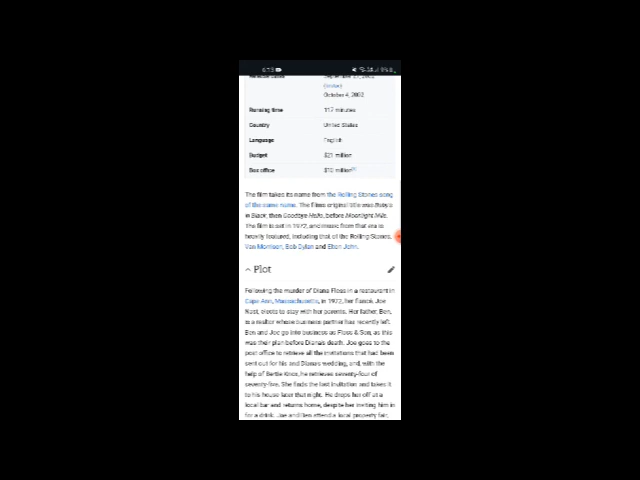 Running time 117 minutes
Country United States
Language English
Budget $21 million
Box office $10 million
October 4, 2002
The film takes its name from the Rolling Stones song
of the same name. The film's original title was Baby's
in Black, then Goodbye Hello, before Moonlight Mile.
The film is set in 1972, and music from that era is
heavily featured, including that of the Rolling Stones,
Van Morrison, Bob Dylan and Elton John.
Plot
Following the murder of Diana Floss in a restaurant in
Cape Ann, Massachusetts, in 1972, her fiancé, Joe
Nast, elects to stay with her parents. Her father, Ben,
is a realtor whose business partner has recently left.
Ben and Joe go into business as Floss & Son, as this
was their plan before Diana's death. Joe goes to the
post office to retrieve all the invitations that had been
sent out for his and Diana's wedding, and, with the
help of Bertie Knox, he retrieves seventy-four of
seventy-five. She finds the last invitation and takes it
to his house later that night. He drops her off at a
local bar and returns home, despite her inviting him in
for a drink. Joe and Ben attend a local property fair,